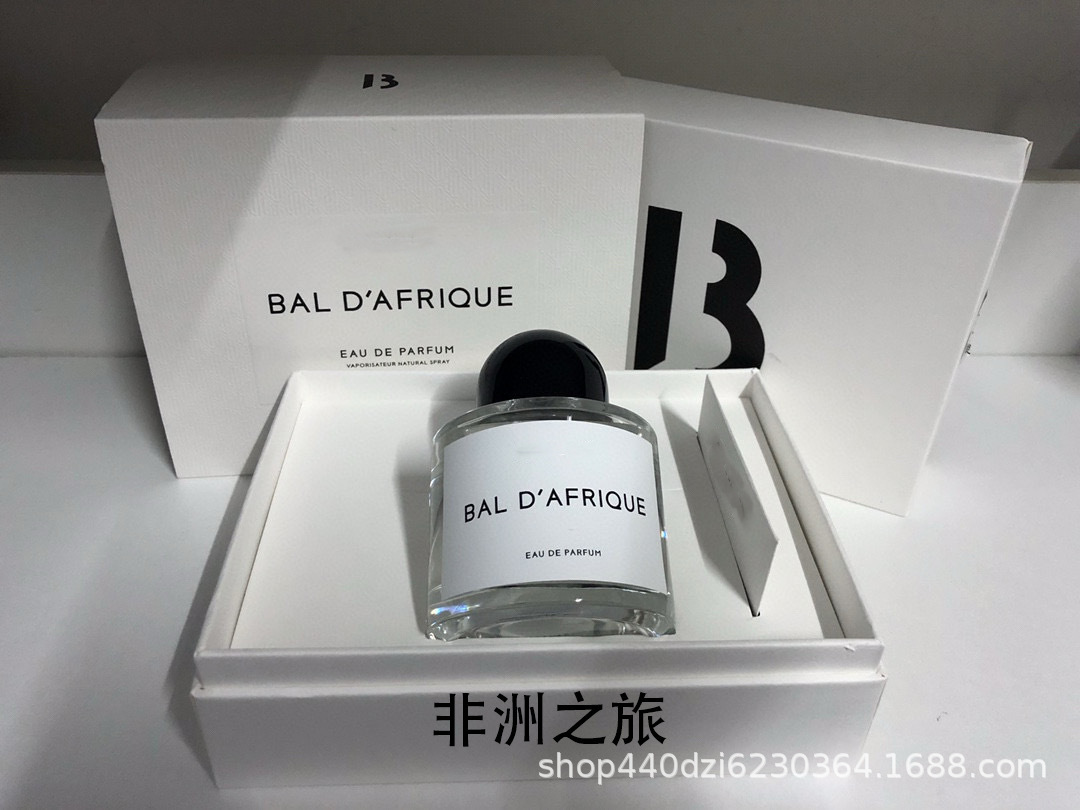 B
BAL D'AFRIQUE
EAU DE PARFUM
VAPORISATEUR NATURAL SPRAY
B
BAL D'AFRIQUE
EAU DE PARFUM
非洲之旅
shop440dzi6230364.1688.com